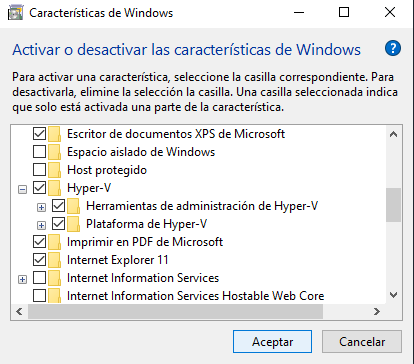 Características de Windows
Activar o desactivar las características de Windows
?
Para activar una característica, seleccione la casilla correspondiente. Para
desactivarla, elimine la selección la casilla. Una casilla seleccionada indica
que solo está activada una parte de la característica.
Escritor de documentos XPS de Microsoft
Espacio aislado de Windows
Host protegido
Hyper-V
Herramientas de administración de Hyper-V
Plataforma de Hyper-V
Imprimir en PDF de Microsoft
Internet Explorer 11
Internet Information Services
Internet Information Services Hostable Web Core
Aceptar
Cancelar